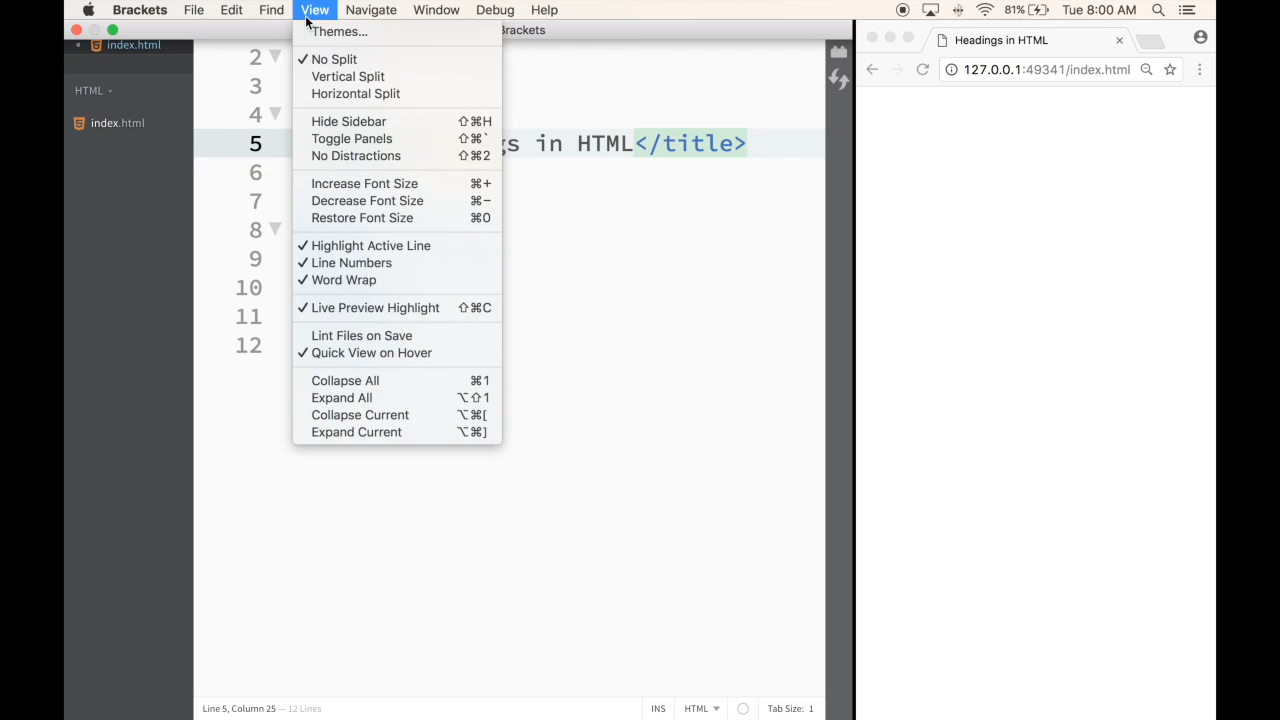 Brackets File Edit Find View Navigate Window Debug Help 81% Tue 8:00 AM
Brackets
index.html
HTML
index.html
2
3
4
5 gs in HTML</title>
6
7
8
9
10
11
12
Themes...
No Split
Vertical Split
Horizontal Split
Hide Sidebar ⇧⌘H
Toggle Panels ⇧⌘`
No Distractions ⇧⌘2
Increase Font Size ⌘+
Decrease Font Size ⌘−
Restore Font Size ⌘0
Highlight Active Line
Line Numbers
Word Wrap
Live Preview Highlight ⇧⌘C
Lint Files on Save
Quick View on Hover
Collapse All ⌘1
Expand All ⌥⇧1
Collapse Current ⌥⌘[
Expand Current ⌥⌘]
Line 5, Column 25 — 12 Lines
INS HTML Tab Size: 1
Headings in HTML
127.0.0.1:49341/index.html